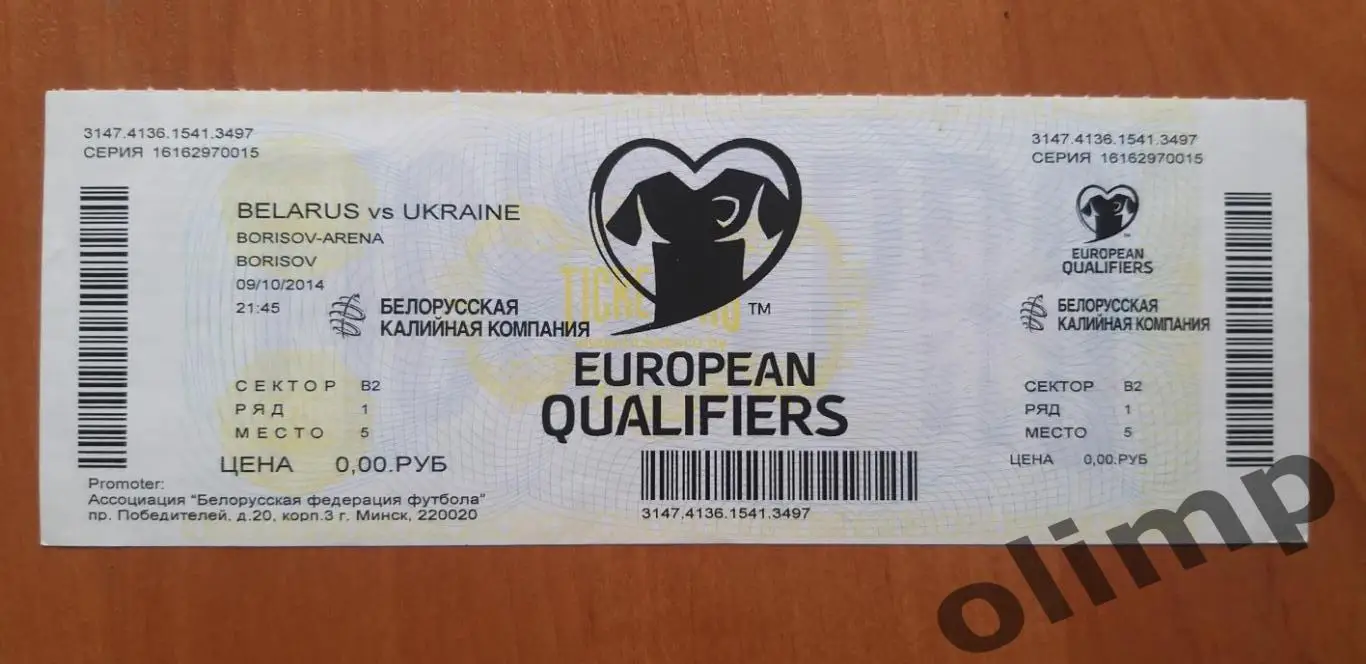 3147.4136.1541.3497
СЕРИЯ 16162970015
BELARUS vs UKRAINE
BORISOV-ARENA
BORISOV
09/10/2014
21:45
БЕЛОРУССКАЯ
КАЛИЙНАЯ КОМПАНИЯ
СЕКТОР B2
РЯД 1
МЕСТО 5
ЦЕНА 0,00.РУБ
Promoter:
Ассоциация "Белорусская федерация футбола"
пр. Победителей, д.20, корп.3 г. Минск, 220020
TM
EUROPEAN
QUALIFIERS
3147.4136.1541.3497
3147.4136.1541.3497
СЕРИЯ 16162970015
EUROPEAN
QUALIFIERS
БЕЛОРУССКАЯ
КАЛИЙНАЯ КОМПАНИЯ
СЕКТОР B2
РЯД 1
МЕСТО 5
ЦЕНА 0,00.РУБ
olimp